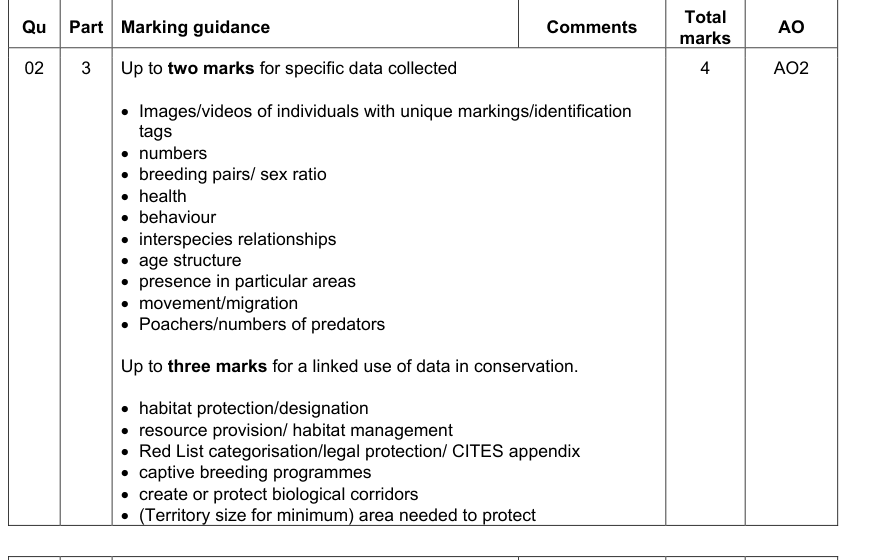 Qu Part Marking guidance Comments Total marks AO
02 3 Up to two marks for specific data collected 4 AO2
• Images/videos of individuals with unique markings/identification
tags
• numbers
• breeding pairs/ sex ratio
• health
• behaviour
• interspecies relationships
• age structure
• presence in particular areas
• movement/migration
• Poachers/numbers of predators
Up to three marks for a linked use of data in conservation.
• habitat protection/designation
• resource provision/ habitat management
• Red List categorisation/legal protection/ CITES appendix
• captive breeding programmes
• create or protect biological corridors
• (Territory size for minimum) area needed to protect